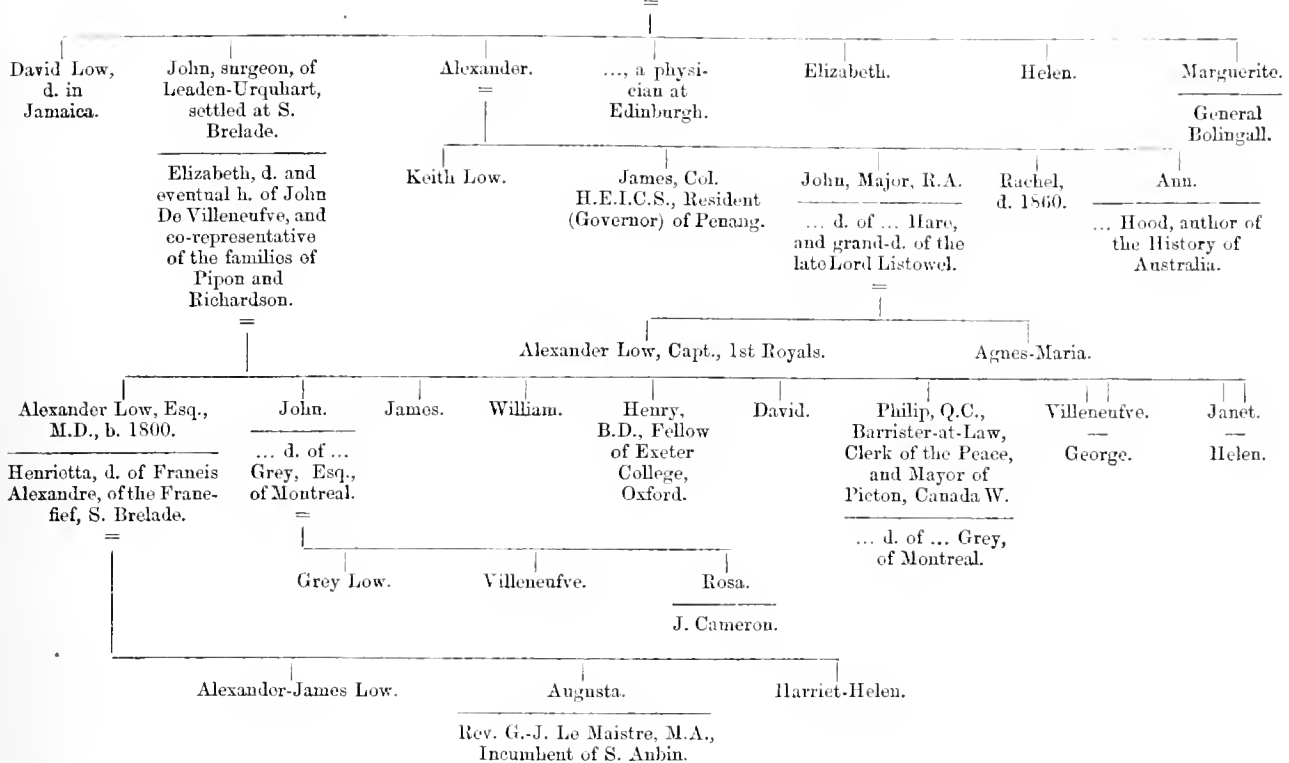 David Low,
d. in
Jamaica.
John, surgeon, of
Leaden-Urquhart,
settled at S.
Brelade.
Elizabeth, d. and
eventual h. of John
De Villeneufve, and
co-representative
of the families of
Pipon and
Richardson.
Alexander.
..., a physi-
cian at
Edinburgh.
Elizabeth.
Helen.
Marguerite.
General
Bolingall.
Keith Low.
James, Col.
H.E.I.C.S., Resident
(Governor) of Penang.
John, Major, R.A.
... d. of ... Hare,
and grand-d. of the
late Lord Listowel.
Rachel,
d. 1860.
Ann.
... Hood, author of
the History of
Australia.
Alexander Low, Capt., 1st Royals.
Agnes-Maria.
Alexander Low, Esq.,
M.D., b. 1800.
Henrietta, d. of Francis
Alexandre, of the Franc-
fief, S. Brelade.
John.
... d. of ...
Grey, Esq.,
of Montreal.
James.
William.
Henry,
B.D., Fellow
of Exeter
College,
Oxford.
David.
Philip, Q.C.,
Barrister-at-Law,
Clerk of the Peace,
and Mayor of
Picton, Canada W.
... d. of ... Grey,
of Montreal.
Villeneufve.
—
George.
Janet.
—
Helen.
Grey Low.
Villeneufve.
Rosa.
J. Cameron.
Alexander-James Low.
Augusta.
Rev. G.-J. Le Maistre, M.A.,
Incumbent of S. Aubin.
Harriet-Helen.